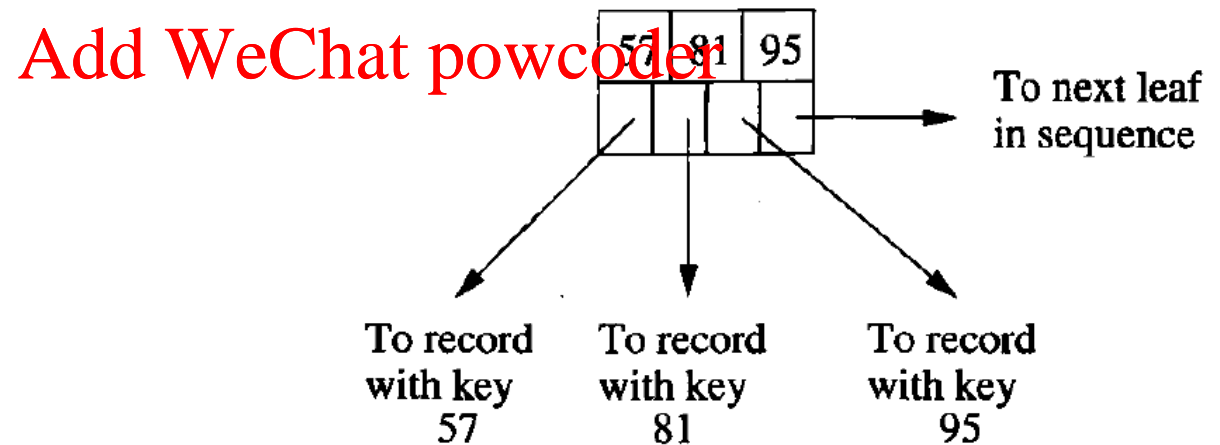 Add WeChat powcoder
57 81 95
To next leaf
in sequence
To record
with key
57
To record
with key
81
To record
with key
95